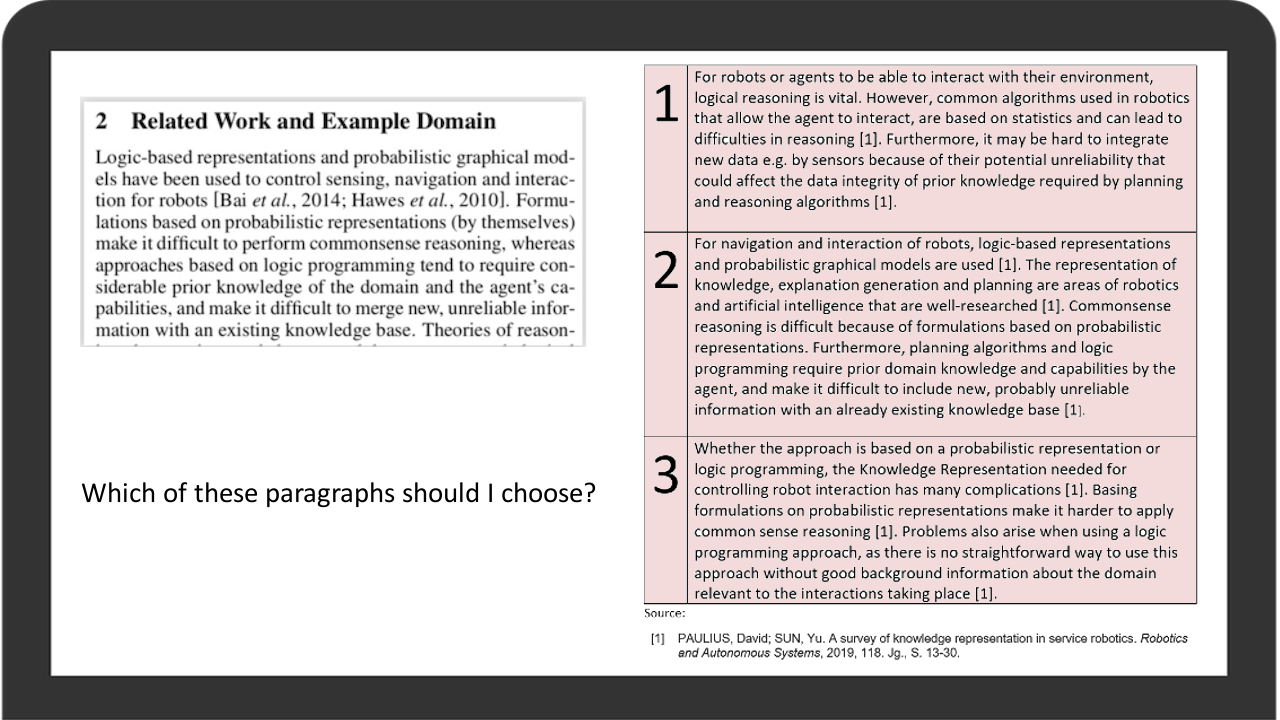 2 Related Work and Example Domain
Logic-based representations and probabilistic graphical mod-
els have been used to control sensing, navigation and interac-
tion for robots [Bai et al., 2014; Hawes et al., 2010]. Formu-
lations based on probabilistic representations (by themselves)
make it difficult to perform commonsense reasoning, whereas
approaches based on logic programming tend to require con-
siderable prior knowledge of the domain and the agent's ca-
pabilities, and make it difficult to merge new, unreliable infor-
mation with an existing knowledge base. Theories of reason-
Which of these paragraphs should I choose?
1
For robots or agents to be able to interact with their environment,
logical reasoning is vital. However, common algorithms used in robotics
that allow the agent to interact, are based on statistics and can lead to
difficulties in reasoning [1]. Furthermore, it may be hard to integrate
new data e.g. by sensors because of their potential unreliability that
could affect the data integrity of prior knowledge required by planning
and reasoning algorithms [1].
2
For navigation and interaction of robots, logic-based representations
and probabilistic graphical models are used [1]. The representation of
knowledge, explanation generation and planning are areas of robotics
and artificial intelligence that are well-researched [1]. Commonsense
reasoning is difficult because of formulations based on probabilistic
representations. Furthermore, planning algorithms and logic
programming require prior domain knowledge and capabilities by the
agent, and make it difficult to include new, probably unreliable
information with an already existing knowledge base [1].
3
Whether the approach is based on a probabilistic representation or
logic programming, the Knowledge Representation needed for
controlling robot interaction has many complications [1]. Basing
formulations on probabilistic representations make it harder to apply
common sense reasoning [1]. Problems also arise when using a logic
programming approach, as there is no straightforward way to use this
approach without good background information about the domain
relevant to the interactions taking place [1].
Source:
[1] PAULIUS, David; SUN, Yu. A survey of knowledge representation in service robotics. Robotics
and Autonomous Systems, 2019, 118. Jg., S. 13-30.